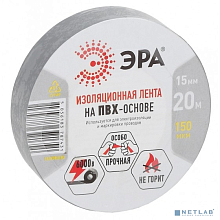 ЭРА
ИЗОЛЯЦИОННАЯ ЛЕНТА
НА ПВХ-ОСНОВЕ
Используется для электроизоляции
и маркировки проводов
15мм
20м
150
ОСОБО
ПРОЧНАЯ
6000 В
НЕ ГОРИТ
NETLAB